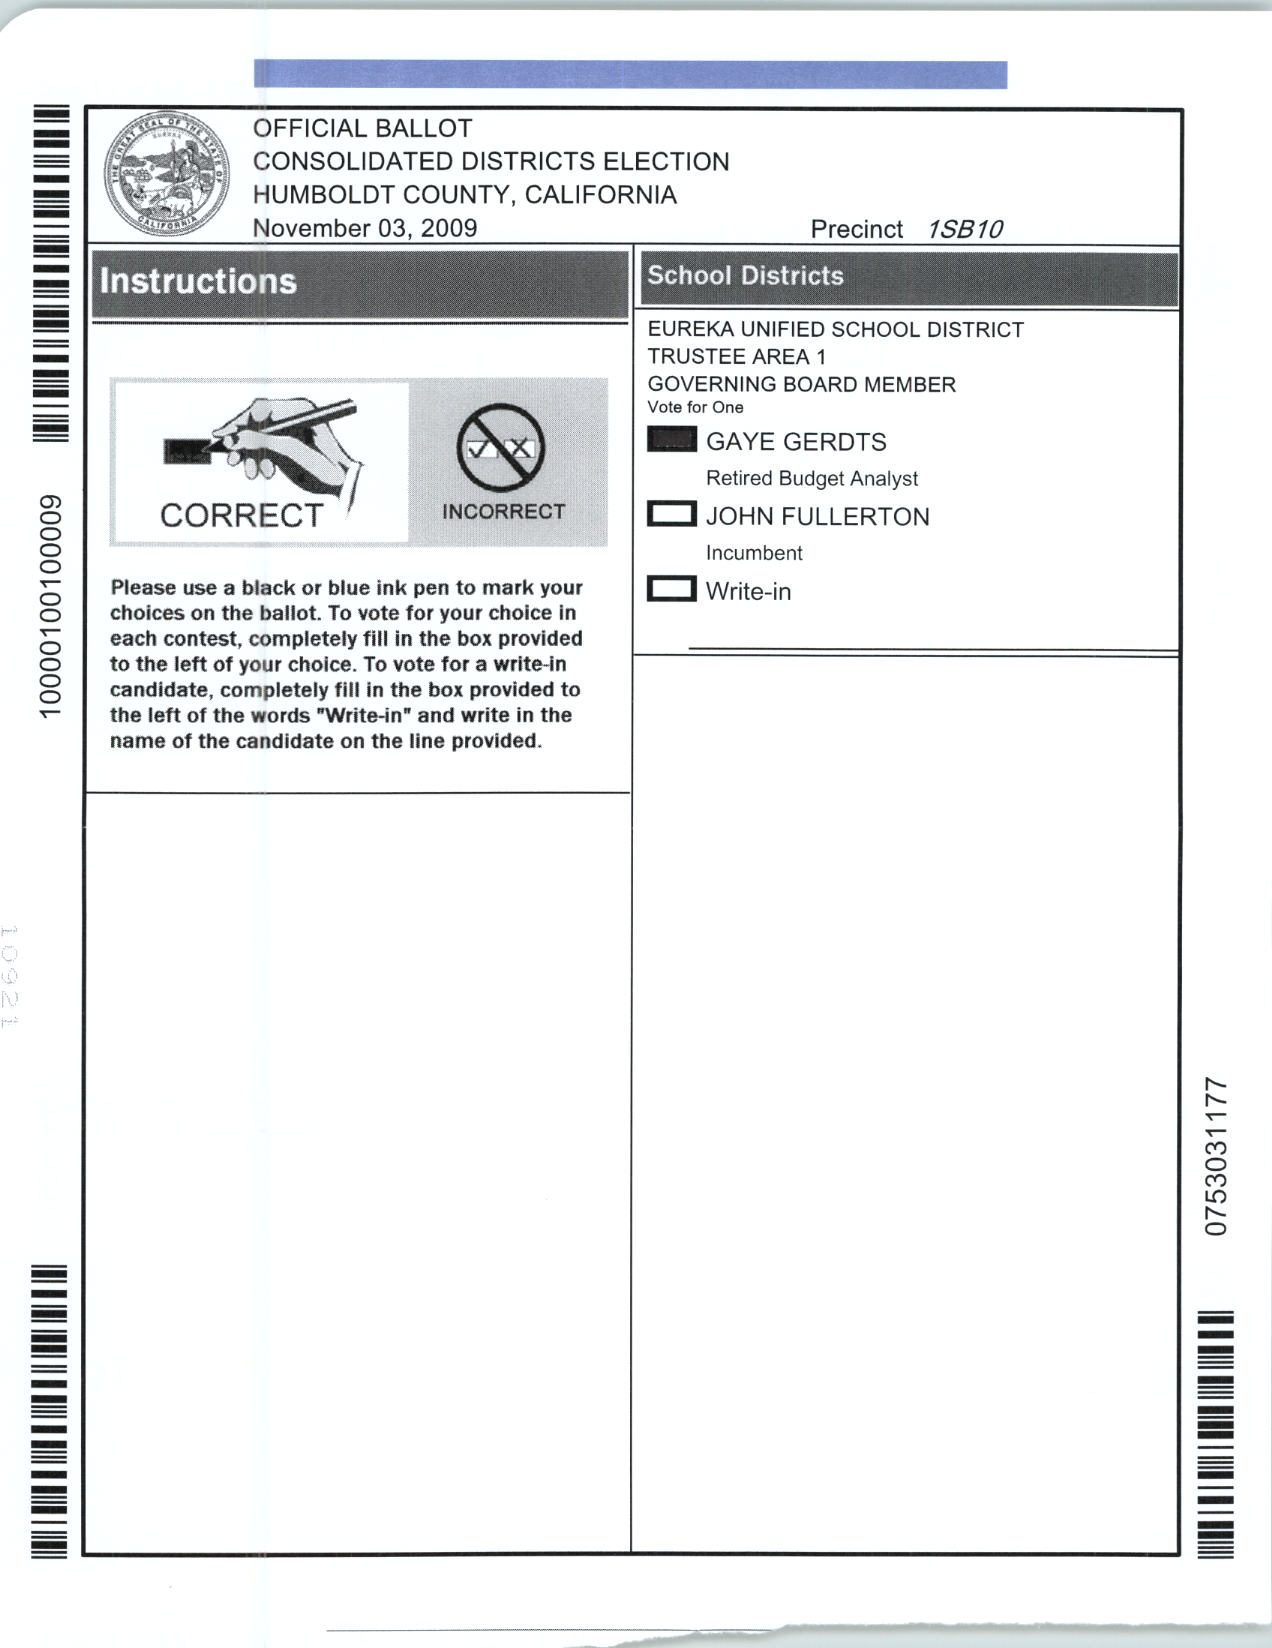 OFFICIAL BALLOT
CONSOLIDATED DISTRICTS ELECTION
HUMBOLDT COUNTY, CALIFORNIA
November 03, 2009
Precinct 1SB10
THE GREAT SEAL OF THE STATE OF CALIFORNIA
EUREKA
Instructions
CORRECT
INCORRECT
Please use a black or blue ink pen to mark your
choices on the ballot. To vote for your choice in
each contest, completely fill in the box provided
to the left of your choice. To vote for a write-in
candidate, completely fill in the box provided to
the left of the words "Write-in" and write in the
name of the candidate on the line provided.
School Districts
EUREKA UNIFIED SCHOOL DISTRICT
TRUSTEE AREA 1
GOVERNING BOARD MEMBER
Vote for One
GAYE GERDTS
Retired Budget Analyst
JOHN FULLERTON
Incumbent
Write-in
10000100100009
10921
0753031177